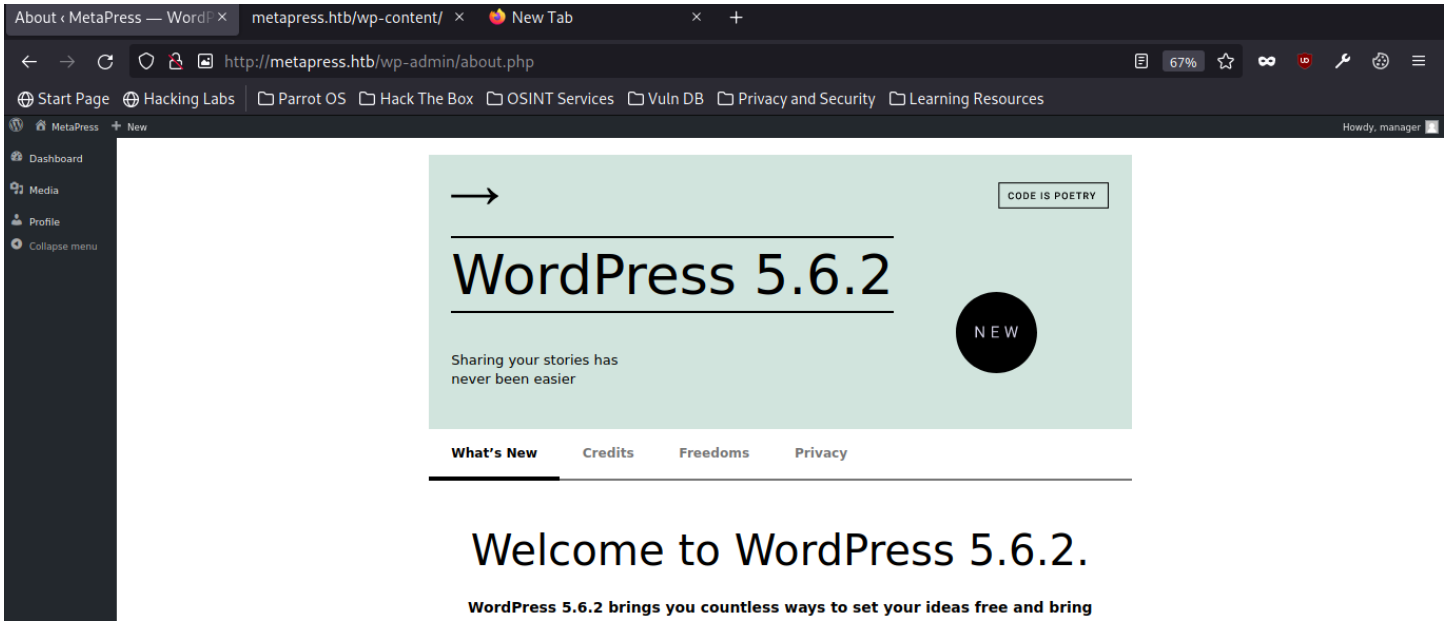 About ‹ MetaPress — WordP
metapress.htb/wp-content/
New Tab
http://metapress.htb/wp-admin/about.php
67%
Start Page Hacking Labs Parrot OS Hack The Box OSINT Services Vuln DB Privacy and Security Learning Resources
MetaPress New
Howdy, manager
Dashboard
Media
Profile
Collapse menu
CODE IS POETRY
WordPress 5.6.2
NEW
Sharing your stories has
never been easier
What’s New Credits Freedoms Privacy
Welcome to WordPress 5.6.2.
WordPress 5.6.2 brings you countless ways to set your ideas free and bring